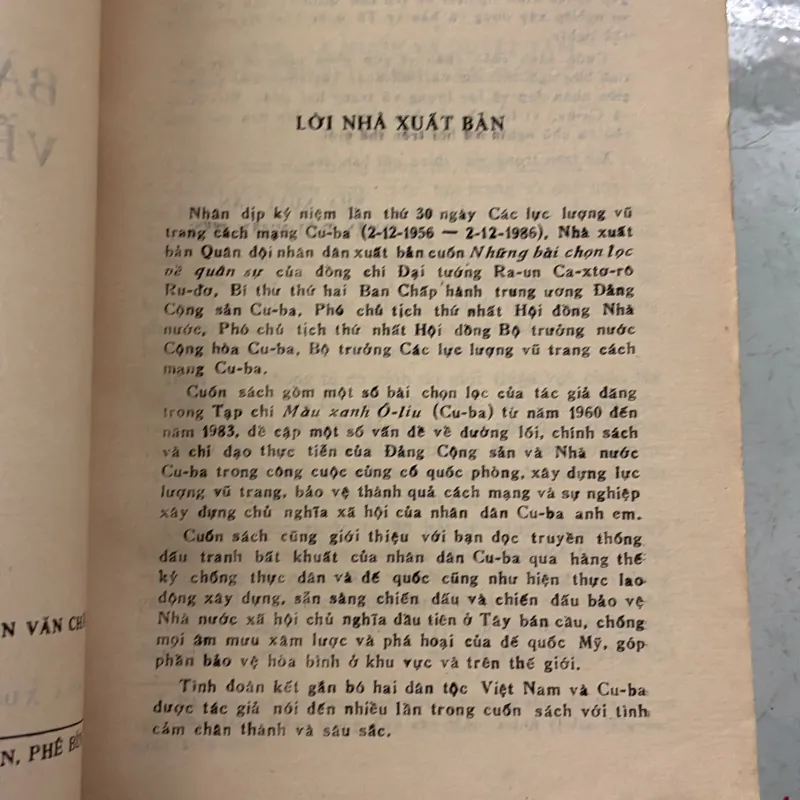 LỜI NHÀ XUẤT BẢN
Nhân dịp kỷ niệm lần thứ 30 ngày Các lực lượng vũ
trang cách mạng Cu-ba (2-12-1956 — 2-12-1986), Nhà xuất
bản Quân đội nhân dân xuất bản cuốn Những bài chọn lọc
về quân sự của đồng chí Đại tướng Ra-un Ca-xtơ-rô
Ru-dơ, Bí thư thứ hai Ban Chấp hành trung ương Đảng
Cộng sản Cu-ba, Phó chủ tịch thứ nhất Hội đồng Nhà
nước, Phó chủ tịch thứ nhất Hội đồng Bộ trưởng nước
Cộng hòa Cu-ba, Bộ trưởng Các lực lượng vũ trang cách
mạng Cu-ba.
Cuốn sách gồm một số bài chọn lọc của tác giả đăng
trong Tạp chí Màu xanh Ô-liu (Cu-ba) từ năm 1960 đến
năm 1983, đề cập một số vấn đề về đường lối, chính sách
và chỉ đạo thực tiễn của Đảng Cộng sản và Nhà nước
Cu-ba trong công cuộc củng cố quốc phòng, xây dựng lực
lượng vũ trang, bảo vệ thành quả cách mạng và sự nghiệp
xây dựng chủ nghĩa xã hội của nhân dân Cu-ba anh em.
Cuốn sách cũng giới thiệu với bạn đọc truyền thống
đấu tranh bất khuất của nhân dân Cu-ba qua hàng thế
kỷ chống thực dân và đế quốc cũng như hiện thực lao
động xây dựng, sẵn sàng chiến đấu và chiến đấu bảo vệ
Nhà nước xã hội chủ nghĩa đầu tiên ở Tây bán cầu, chống
mọi âm mưu xâm lược và phá hoại của đế quốc Mỹ, góp
phần bảo vệ hòa bình ở khu vực và trên thế giới.
Tình đoàn kết gắn bó hai dân tộc Việt Nam và Cu-ba
được tác giả nói đến nhiều lần trong cuốn sách với tình
cảm chân thành và sâu sắc.
N VĂN
N, PHÊ